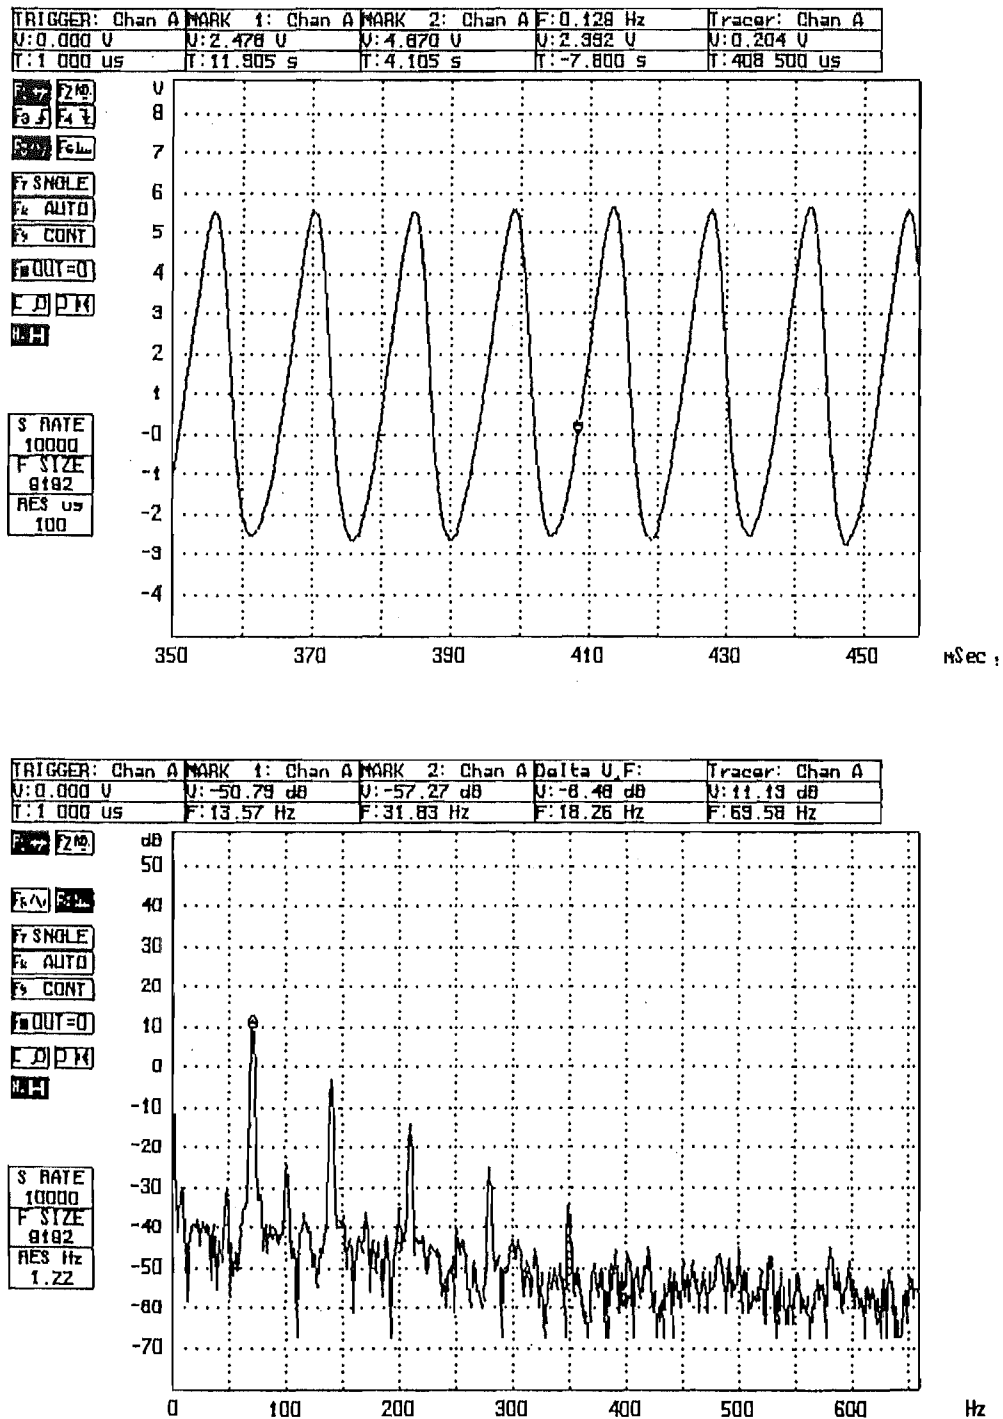 TRIGGER: Chan A MARK 1: Chan A MARK 2: Chan A F:0.128 Hz Tracer: Chan A
V:0.000 V V:2.478 V V:4.870 V V:2.392 V V:0.204 V
T:1 000 us T:11.905 s T:4.105 s T:-7.800 s T:408 500 us
V
F2
F3 F4
F6
F7 SNGLE
AUTO
F9 CONT
OUT=0
S RATE
10000
F SIZE
8192
RES us
100
8
7
6
5
4
3
2
1
-0
-1
-2
-3
-4
350 370 390 410 430 450 mSec
TRIGGER: Chan A MARK 1: Chan A MARK 2: Chan A Delta V,F: Tracer: Chan A
V:0.000 V V:-50.79 dB V:-57.27 dB V:-6.48 dB V:11.19 dB
T:1 000 us F:13.57 Hz F:31.83 Hz F:18.26 Hz F:69.58 Hz
dB
F2
F7 SNGLE
AUTO
F9 CONT
OUT=0
S RATE
10000
F SIZE
8192
RES Hz
1.22
50
40
30
20
10
0
-10
-20
-30
-40
-50
-60
-70
0 100 200 300 400 500 600 Hz